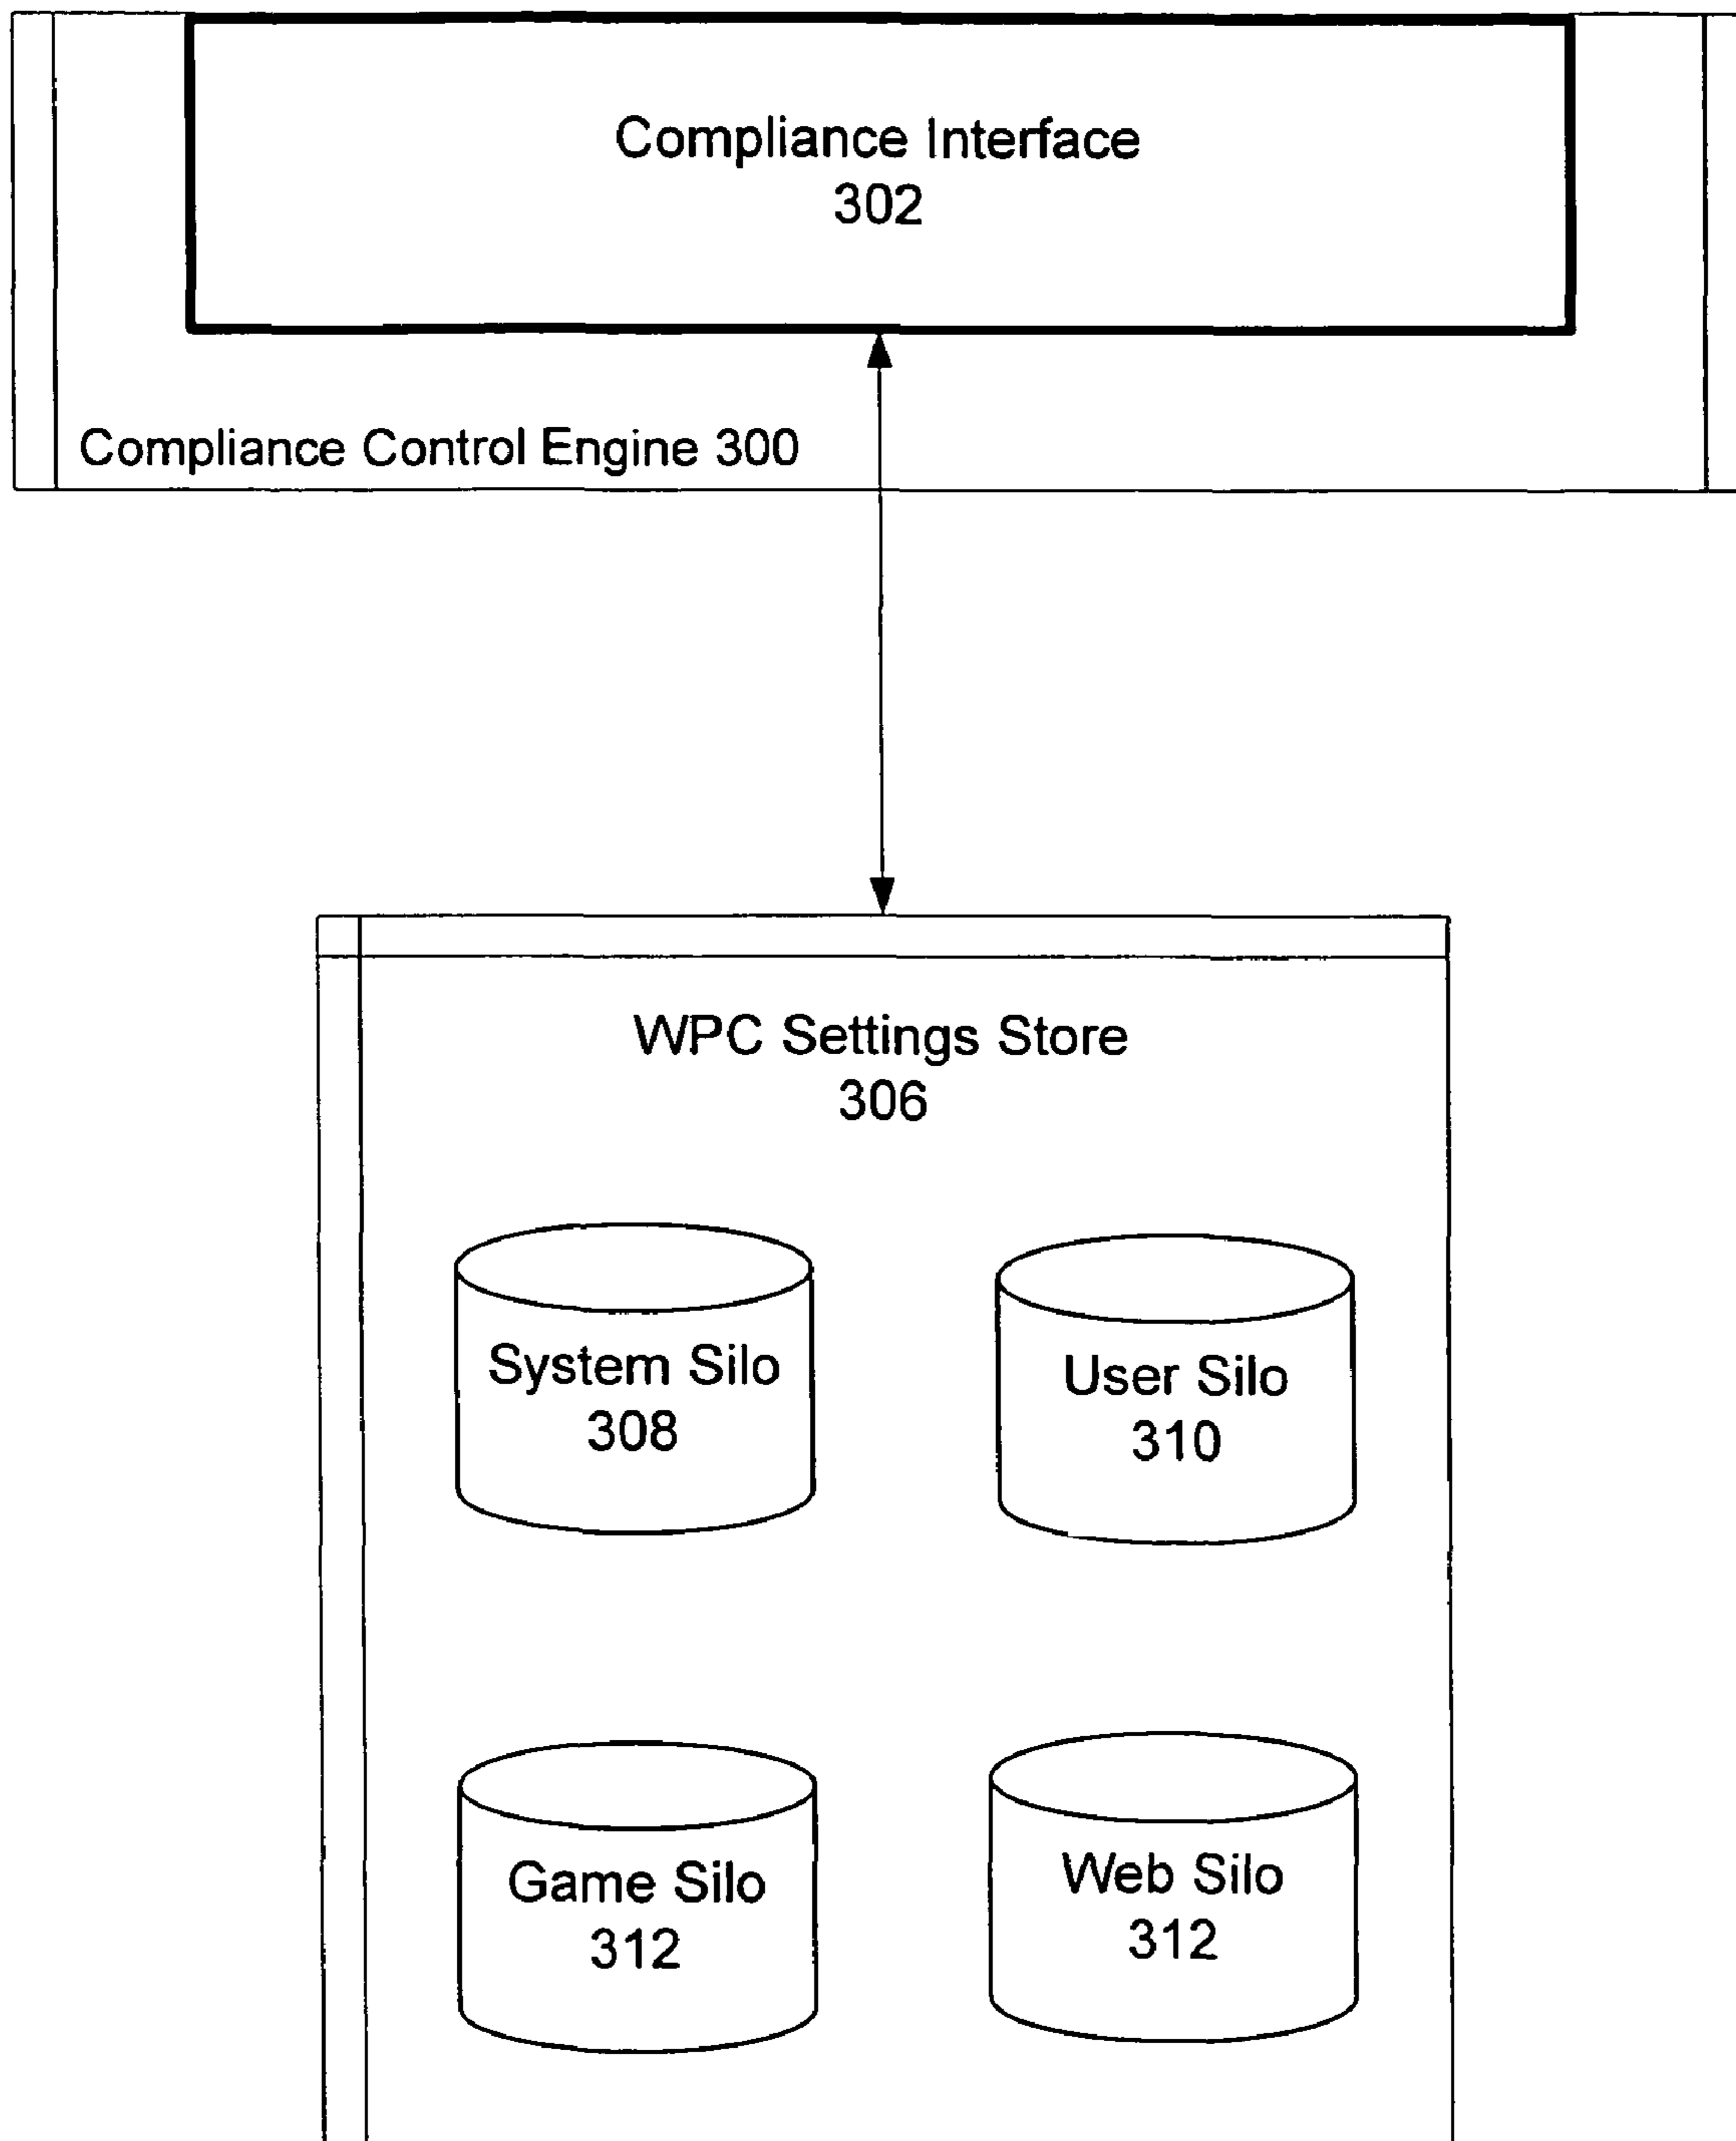 Compliance Interface
302
Compliance Control Engine 300
WPC Settings Store
306
System Silo
308
User Silo
310
Game Silo
312
Web Silo
312